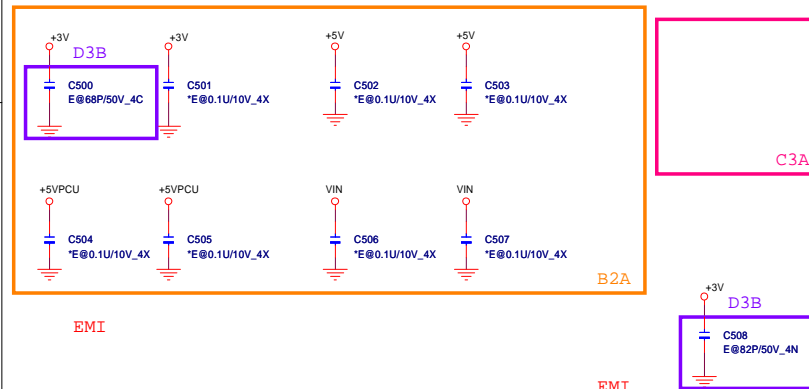 +3V
+3V
+5V
+5V
D3B
C500
E@68P/50V_4C
C501
*E@0.1U/10V_4X
C502
*E@0.1U/10V_4X
C503
*E@0.1U/10V_4X
C3A
+5VPCU
+5VPCU
VIN
VIN
C504
*E@0.1U/10V_4X
C505
*E@0.1U/10V_4X
C506
*E@0.1U/10V_4X
C507
*E@0.1U/10V_4X
B2A
+3V
D3B
EMI
C508
E@82P/50V_4N
EMI